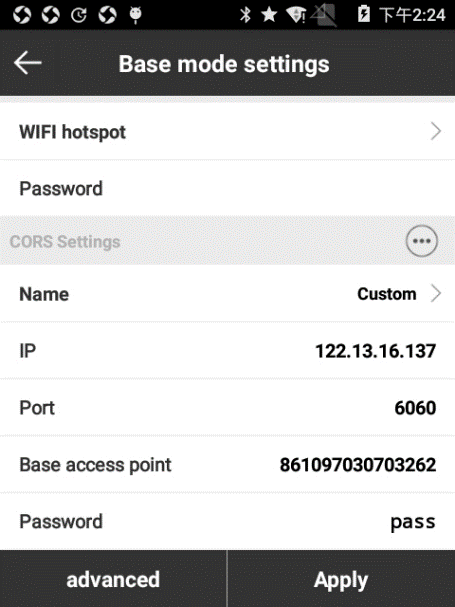 下午2:24
Base mode settings
WIFI hotspot
Password
CORS Settings
Name Custom
IP 122.13.16.137
Port 6060
Base access point 861097030703262
Password pass
advanced Apply